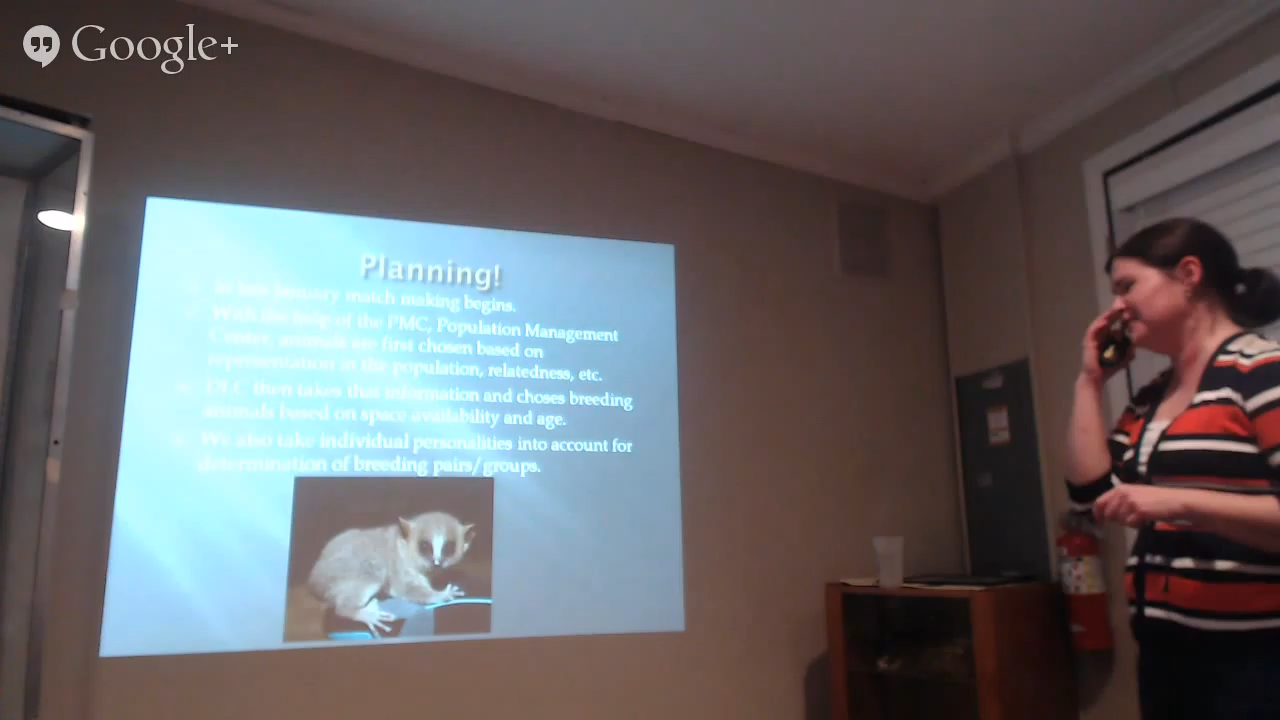 Google+
Planning!
In late January match making begins.
With the help of the PMC, Population Management
Center, animals are first chosen based on
representation in the population, relatedness, etc.
DLC then takes that information and choses breeding
animals based on space availability and age.
We also take individual personalities into account for
determination of breeding pairs/groups.